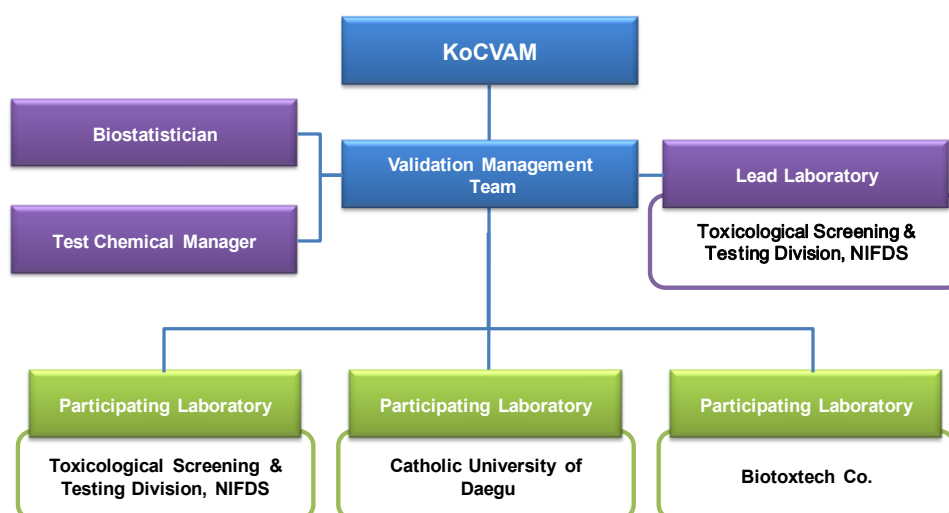 KoCVAM
Biostatistician
Validation Management
Team
Lead Laboratory
Test Chemical Manager
Toxicological Screening &
Testing Division, NIFDS
Participating Laboratory
Participating Laboratory
Participating Laboratory
Toxicological Screening &
Testing Division, NIFDS
Catholic University of
Daegu
Biotoxtech Co.